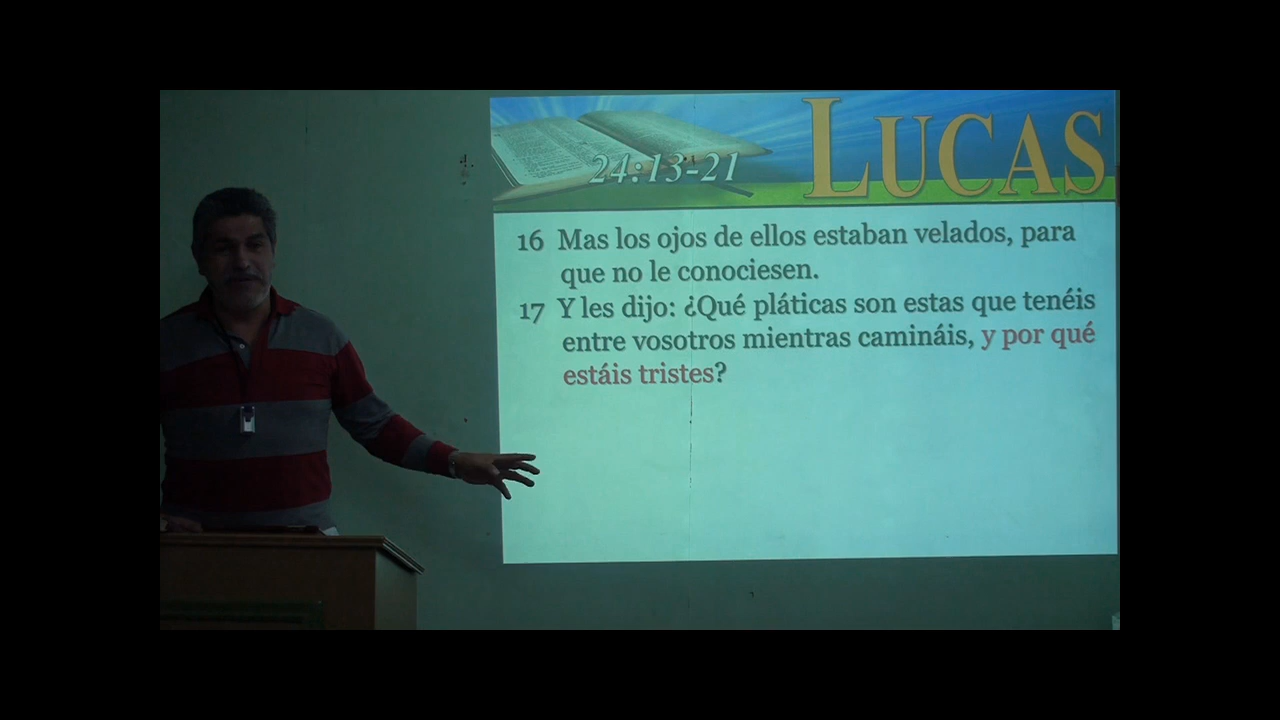 LUCAS
24:13-21
16 Mas los ojos de ellos estaban velados, para
que no le conociesen.
17 Y les dijo: ¿Qué pláticas son estas que tenéis
entre vosotros mientras camináis, y por qué
estáis tristes?